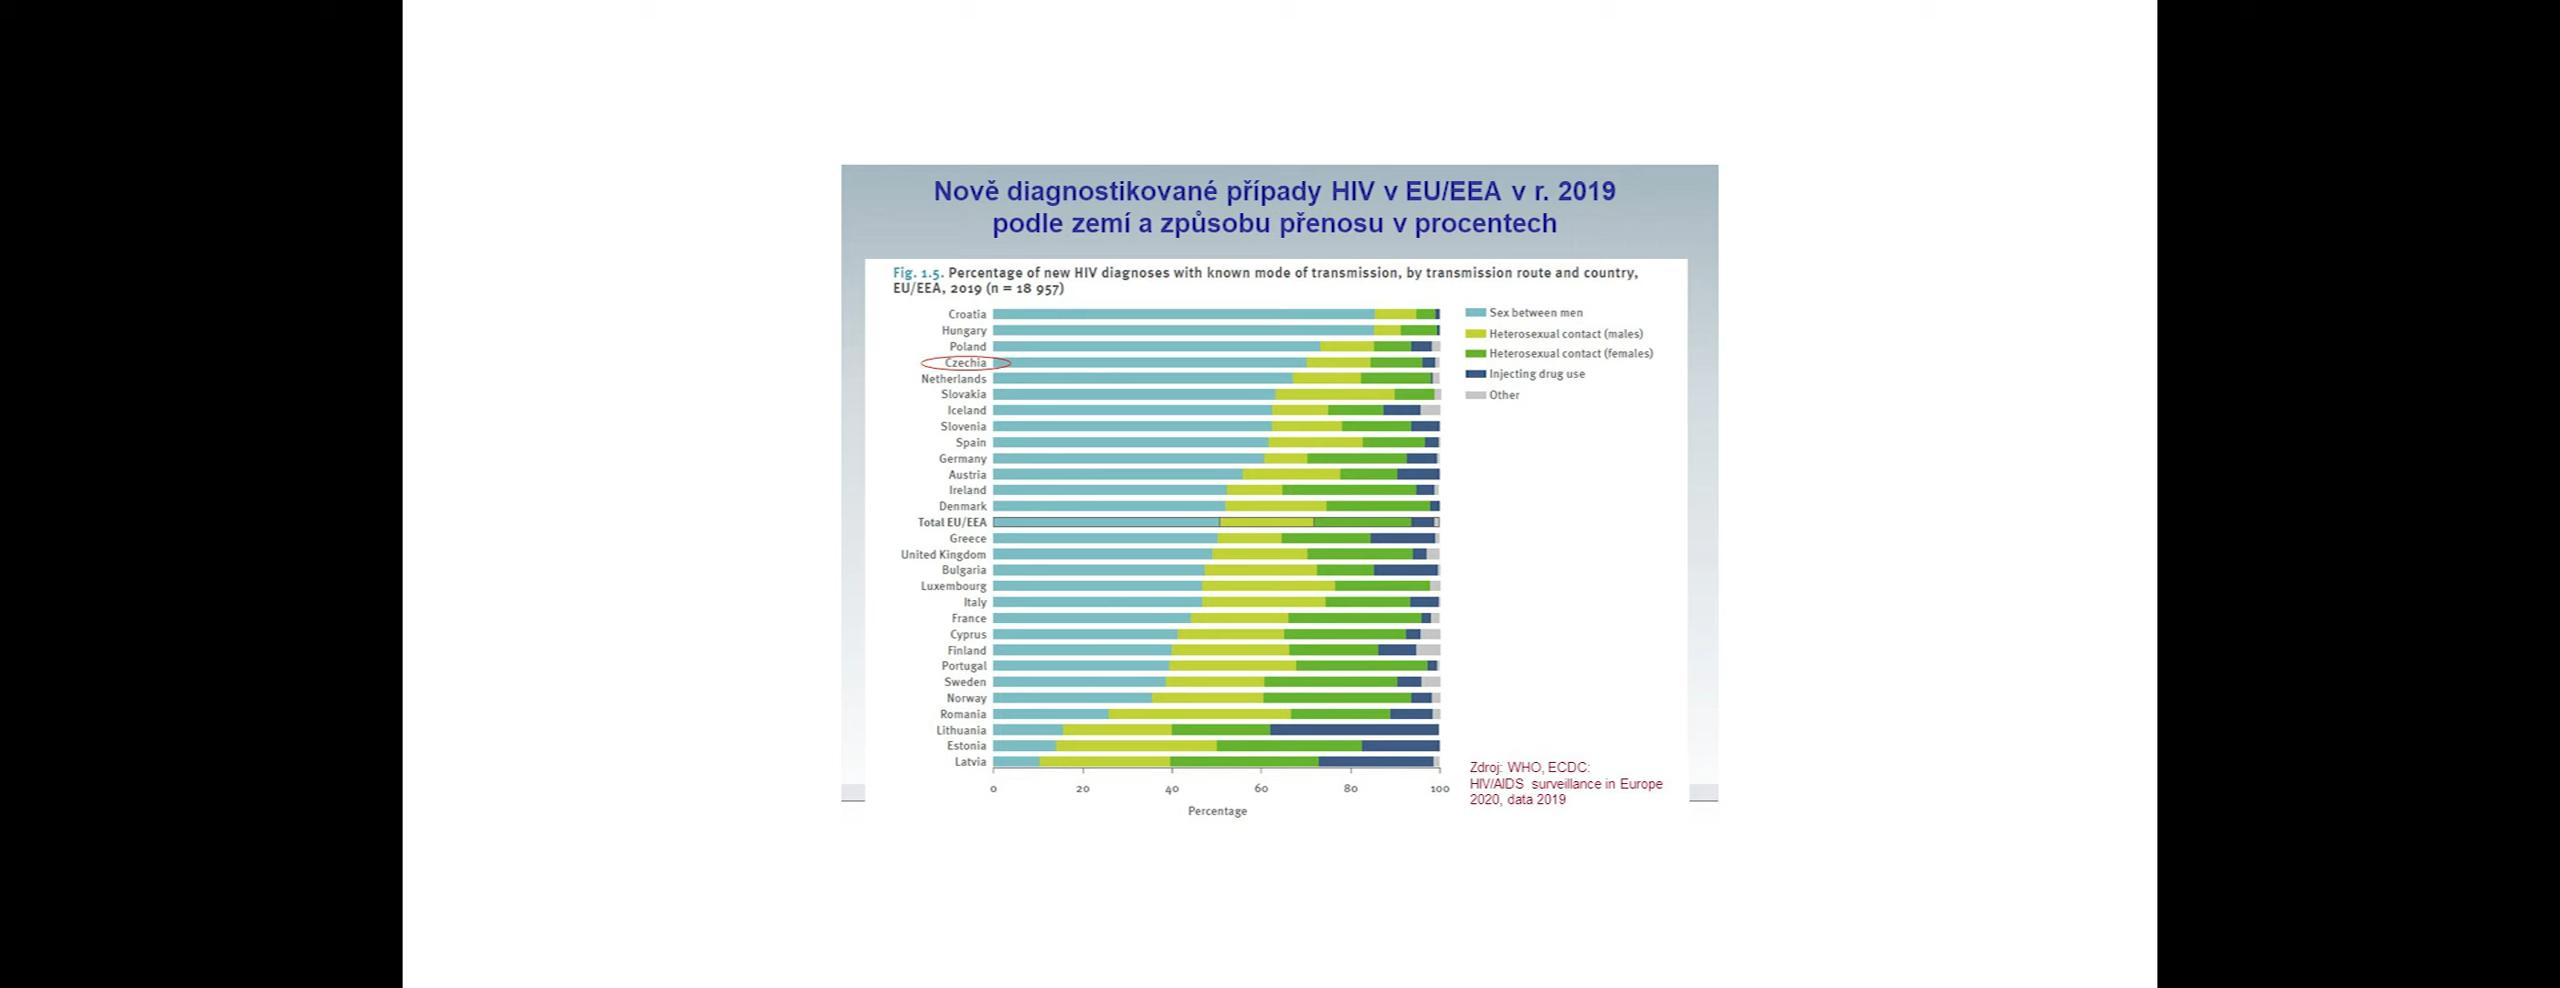 Nově diagnostikované případy HIV v EU/EEA v r. 2019
podle zemí a způsobu přenosu v procentech
Fig. 1.5. Percentage of new HIV diagnoses with known mode of transmission, by transmission route and country,
EU/EEA, 2019 (n = 18 957)
Croatia
Hungary
Poland
Czechia
Netherlands
Slovakia
Iceland
Slovenia
Spain
Germany
Austria
Ireland
Denmark
Total EU/EEA
Greece
United Kingdom
Bulgaria
Luxembourg
Italy
France
Cyprus
Finland
Portugal
Sweden
Norway
Romania
Lithuania
Estonia
Latvia
0 20 40 60 80 100
Percentage
Sex between men
Heterosexual contact (males)
Heterosexual contact (females)
Injecting drug use
Other
Zdroj: WHO, ECDC:
HIV/AIDS surveillance in Europe
2020, data 2019